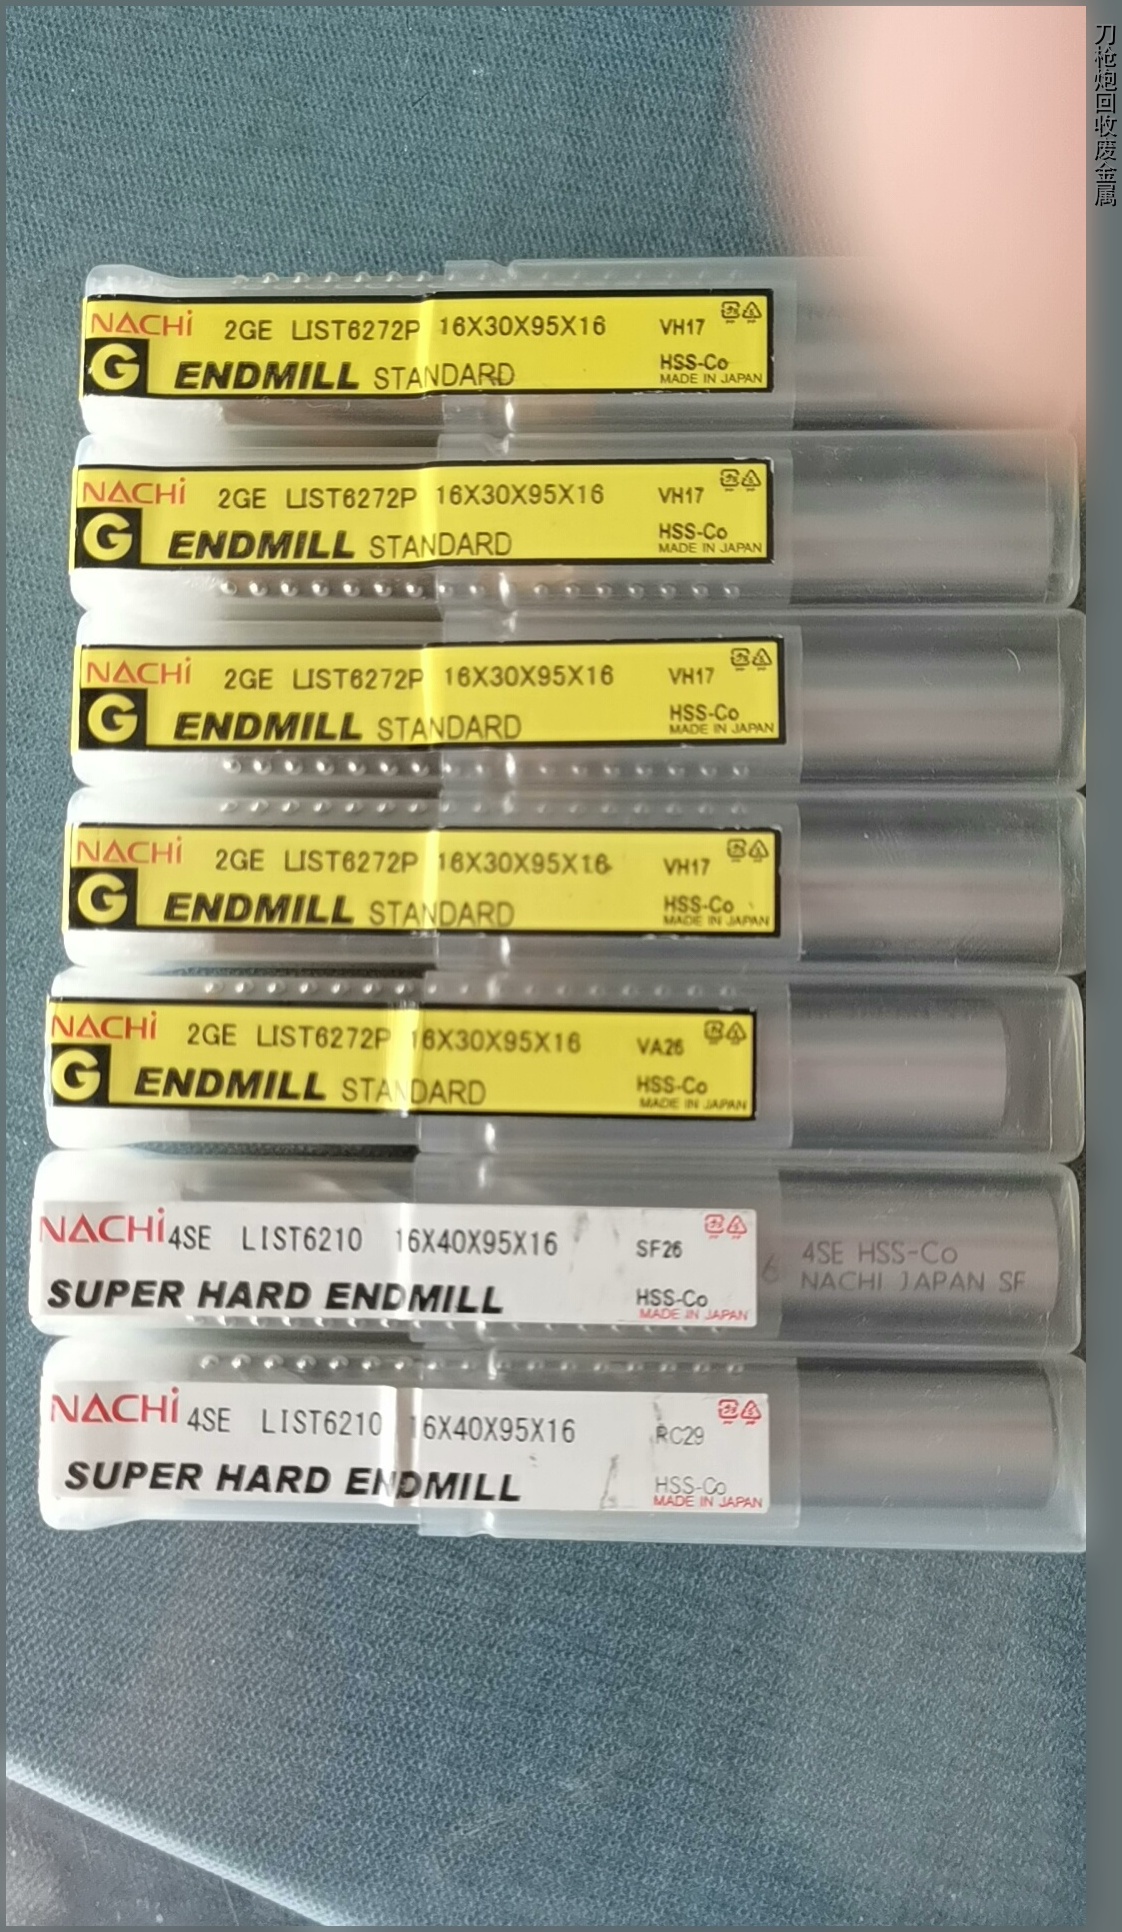 刀枪炮回收废金属
NACHi 2GE LIST6272P 16X30X95X16 VH17
G ENDMILL STANDARD HSS-Co
MADE IN JAPAN
NACHi 2GE LIST6272P 16X30X95X16 VH17
G ENDMILL STANDARD HSS-Co
MADE IN JAPAN
NACHi 2GE LIST6272P 16X30X95X16 VH17
G ENDMILL STANDARD HSS-Co
MADE IN JAPAN
NACHi 2GE LIST6272P 16X30X95X16 VH17
G ENDMILL STANDARD HSS-Co
MADE IN JAPAN
NACHi 2GE LIST6272P 16X30X95X16 VA26
G ENDMILL STANDARD HSS-Co
MADE IN JAPAN
NACHi 4SE LIST6210 16X40X95X16 SF26
SUPER HARD ENDMILL HSS-Co
MADE IN JAPAN
6 4SE HSS-Co
NACHI JAPAN SF
NACHi 4SE LIST6210 16X40X95X16 RC29
SUPER HARD ENDMILL HSS-Co
MADE IN JAPAN